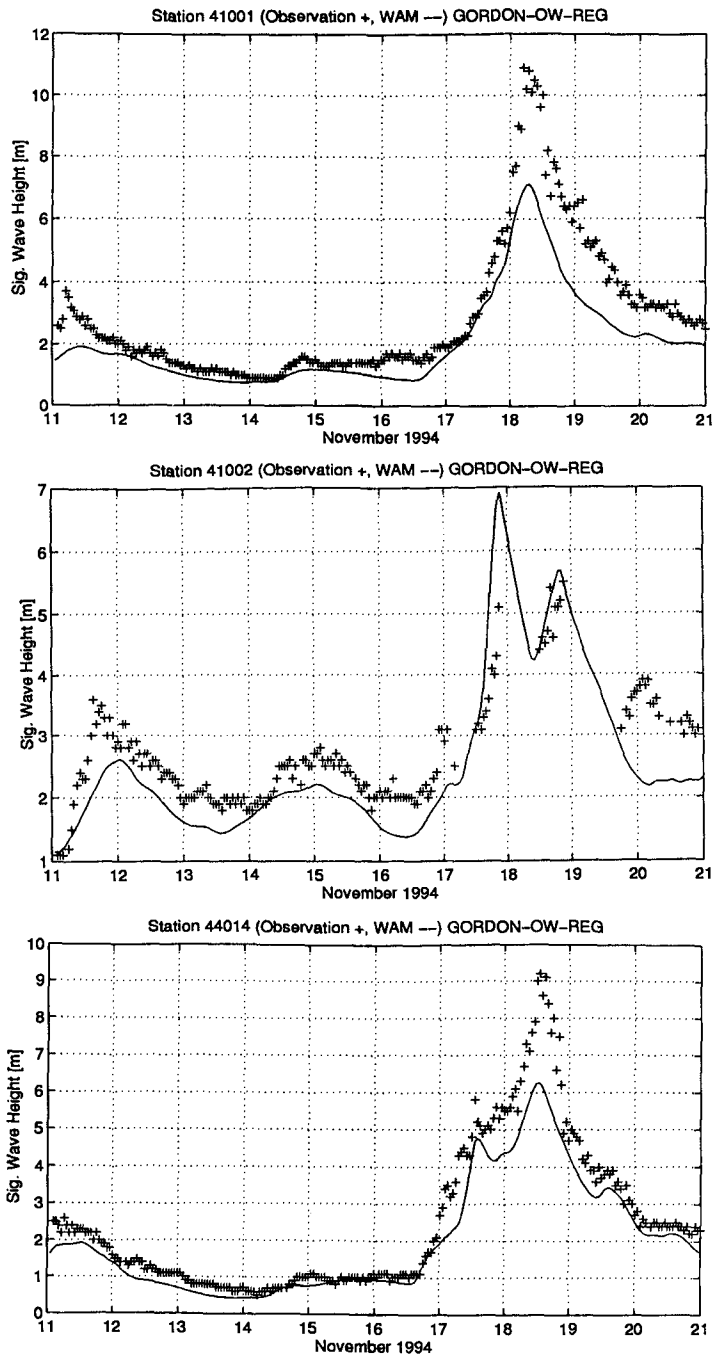 Station 41001 (Observation +, WAM --) GORDON-OW-REG
Sig. Wave Height [m]
12
10
8
6
4
2
0
11 12 13 14 15 16 17 18 19 20 21
November 1994
Station 41002 (Observation +, WAM --) GORDON-OW-REG
Sig. Wave Height [m]
7
6
5
4
3
2
1
11 12 13 14 15 16 17 18 19 20 21
November 1994
Station 44014 (Observation +, WAM --) GORDON-OW-REG
Sig. Wave Height [m]
10
9
8
7
6
5
4
3
2
1
0
11 12 13 14 15 16 17 18 19 20 21
November 1994